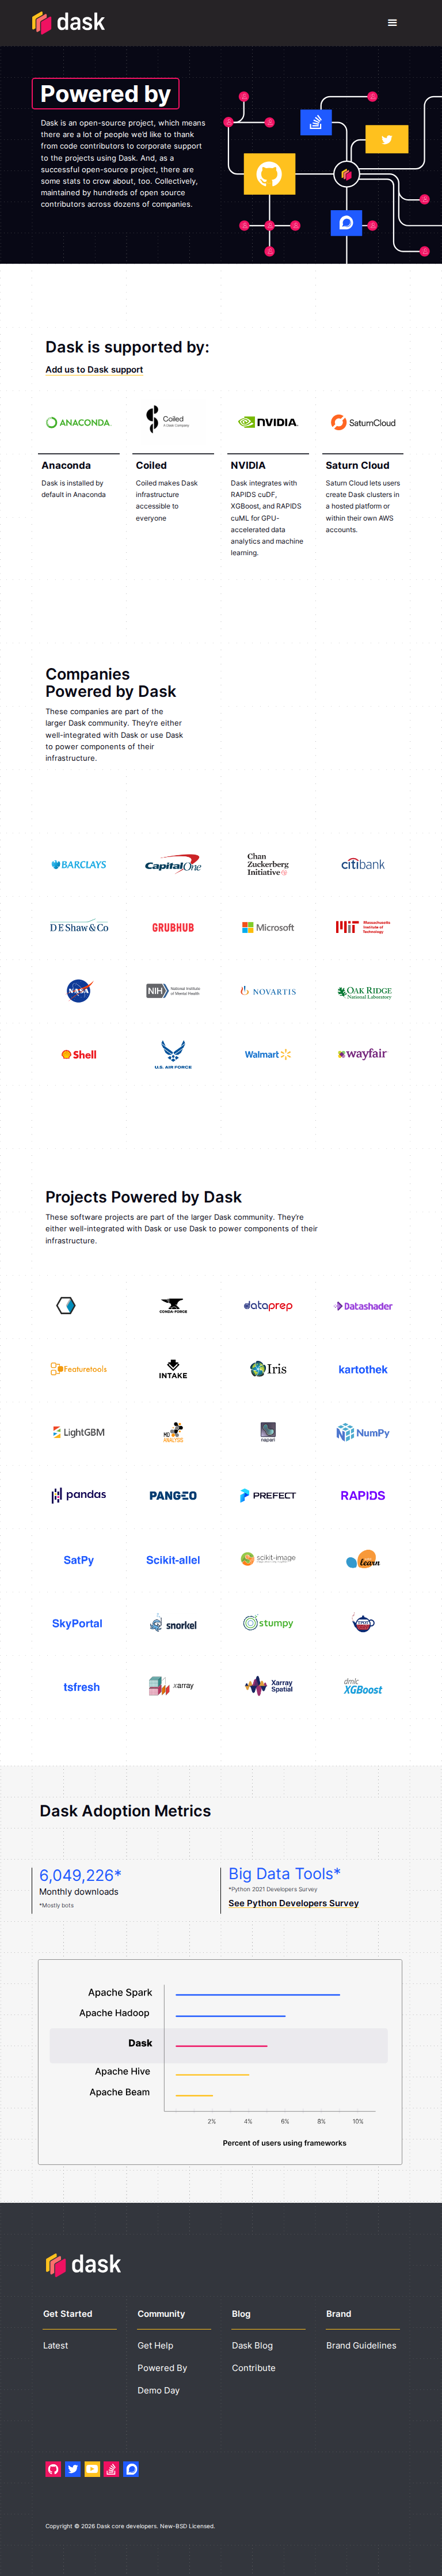 dask
Powered by
Dask is an open-source project, which means
there are a lot of people we'd like to thank
from code contributors to corporate support
to the projects using Dask. And, as a
successful open-source project, there are
some stats to crow about, too. Collectively,
maintained by hundreds of open source
contributors across dozens of companies.
Dask is supported by:
Add us to Dask support
ANACONDA.
Coiled
A Dask Company
NVIDIA.
SaturnCloud
Anaconda
Dask is installed by
default in Anaconda
Coiled
Coiled makes Dask
infrastructure
accessible to
everyone
NVIDIA
Dask integrates with
RAPIDS cuDF,
XGBoost, and RAPIDS
cuML for GPU-
accelerated data
analytics and machine
learning.
Saturn Cloud
Saturn Cloud lets users
create Dask clusters in
a hosted platform or
within their own AWS
accounts.
Companies
Powered by Dask
These companies are part of the
larger Dask community. They're either
well-integrated with Dask or use Dask
to power components of their
infrastructure.
BARCLAYS
CapitalOne
Chan
Zuckerberg
Initiative
citibank
DE Shaw & Co
GRUBHUB
Microsoft
Massachusetts
Institute of
Technology
NASA
NIH
National Institute
of Mental Health
NOVARTIS
OAK RIDGE
National Laboratory
Shell
U.S. AIR FORCE
Walmart
wayfair
Projects Powered by Dask
These software projects are part of the larger Dask community. They're
either well-integrated with Dask or use Dask to power components of their
infrastructure.
CONDA-FORGE
dataprep
Datashader
Featuretools
INTAKE
Iris
kartothek
LightGBM
MD
ANALYSIS
napari
NumPy
pandas
PANGEO
PREFECT
RAPIDS
SatPy
Scikit-allel
scikit-image
learn
SkyPortal
snorkel
stumpy
TPOT
tsfresh
xarray
Xarray
Spatial
dmlc
XGBoost
Dask Adoption Metrics
6,049,226*
Monthly downloads
*Mostly bots
Big Data Tools*
*Python 2021 Developers Survey
See Python Developers Survey
Apache Spark
Apache Hadoop
Dask
Apache Hive
Apache Beam
2% 4% 6% 8% 10%
Percent of users using frameworks
dask
Get Started
Latest
Community
Get Help
Powered By
Demo Day
Blog
Dask Blog
Contribute
Brand
Brand Guidelines
Copyright © 2026 Dask core developers. New-BSD Licensed.